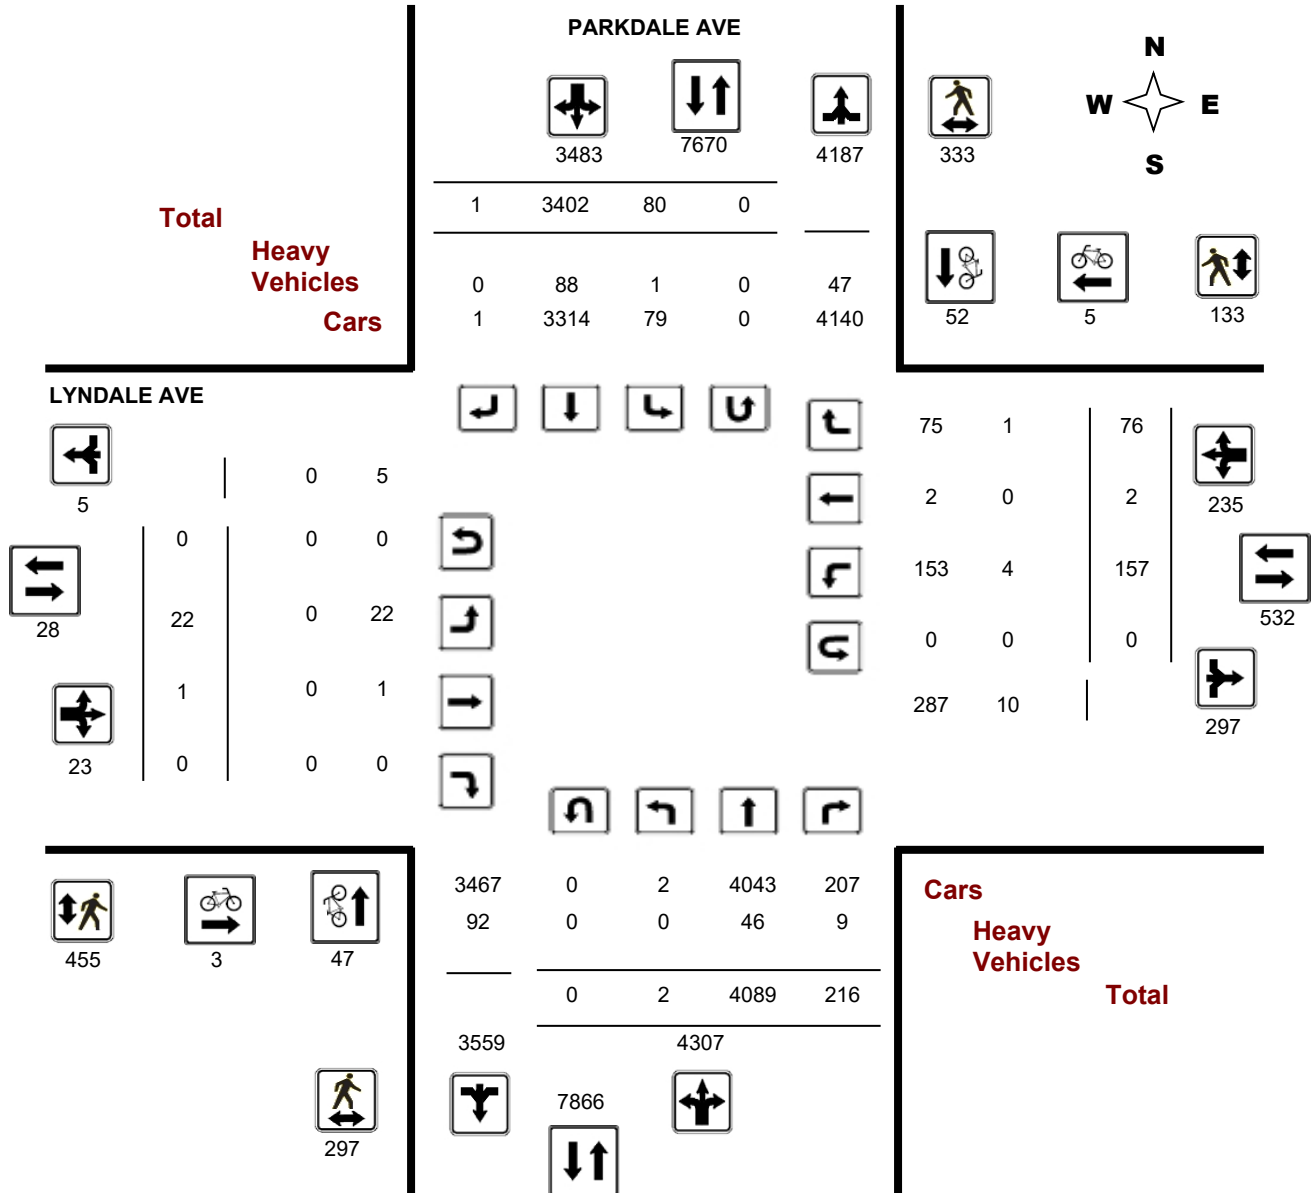 PARKDALE AVE
N
W E
S
3483 7670 4187 333
1 3402 80 0
Total
Heavy
Vehicles 0 88 1 0 47
Cars 1 3314 79 0 4140
52 5 133
LYNDALE AVE
75 1 76
0 5
5
2 0 2 235
0 0 0
153 4 157
22 0 22
28
532
0 0 0
1 0 1
287 10
297
23 0 0 0
3467 0 2 4043 207
92 0 0 46 9
455 3 47
0 2 4089 216
Cars
Heavy
Vehicles
Total
3559 4307
7866
297